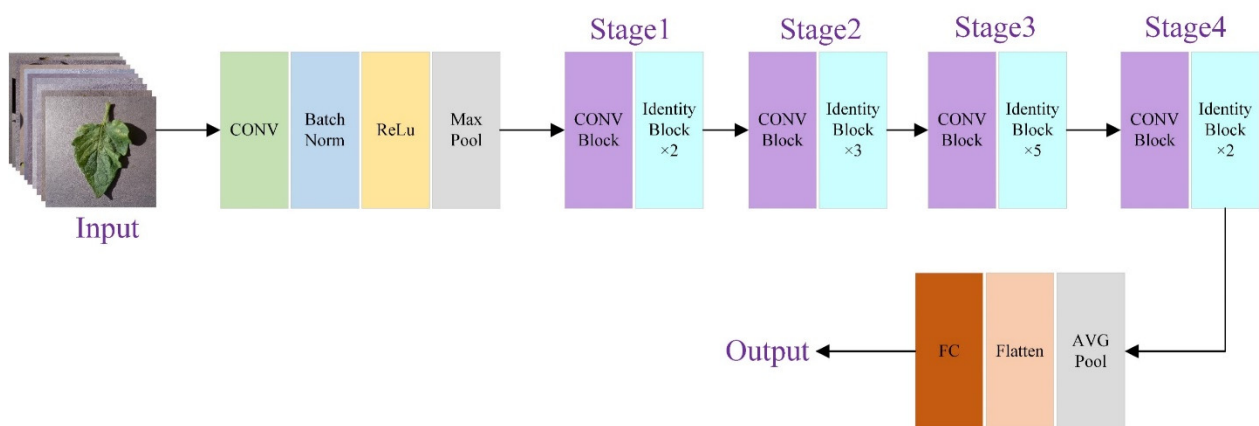 Stage1
Stage2
Stage3
Stage4
CONV
Batch
Norm
ReLu
Max
Pool
CONV
Block
Identity
Block
×2
CONV
Block
Identity
Block
×3
CONV
Block
Identity
Block
×5
CONV
Block
Identity
Block
×2
Input
Output
FC
Flatten
AVG
Pool